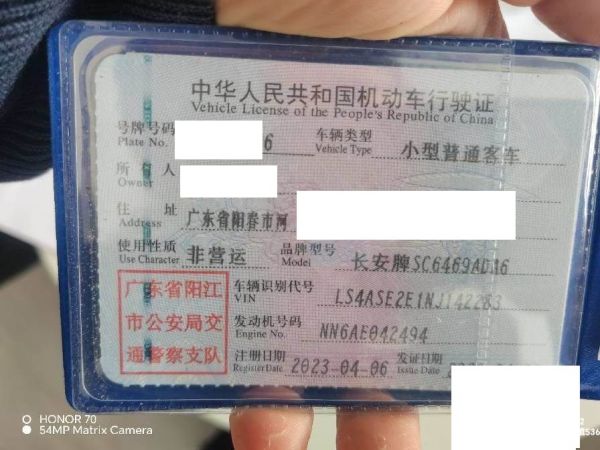 中华人民共和国机动车行驶证
Vehicle License of the People's Republic of China
号牌号码 6 车辆类型 小型普通客车
Plate No. Vehicle Type
所有人
Owner
住址 广东省阳春市河
Address
使用性质 非营运 品牌型号 长安牌SC6469ADA6
Use Character Model
广东省阳江 车辆识别代号 LS4ASE2E1NJ142283
VIN
市公安局交 发动机号码 NN6AE042494
Engine No.
通警察支队 注册日期 2023-04-06 发证日期
Register Date Issue Date
HONOR 70
54MP Matrix Camera